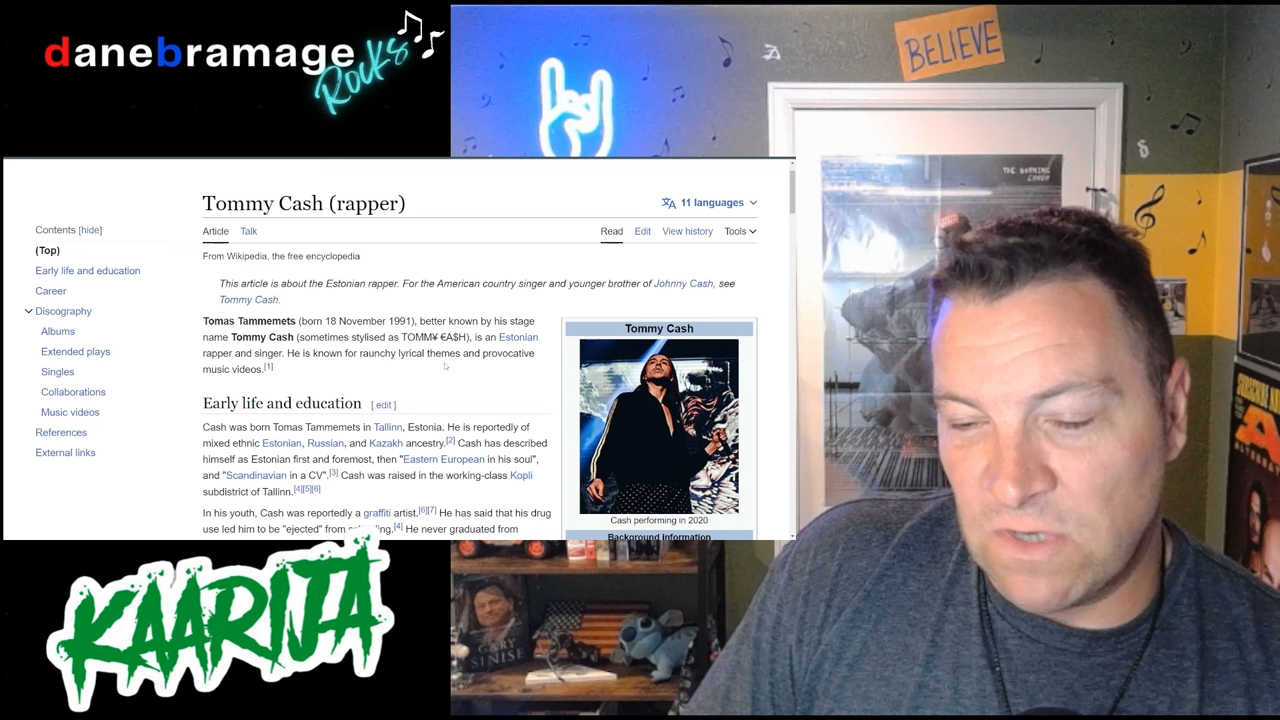 danebramage
Rocks
BELIEVE
THE BURNING
Tommy Cash (rapper)
11 languages
Contents [hide]
(Top)
Early life and education
Career
Discography
Albums
Extended plays
Singles
Collaborations
Music videos
References
External links
Article Talk
Read Edit View history Tools
From Wikipedia, the free encyclopedia
This article is about the Estonian rapper. For the American country singer and younger brother of Johnny Cash, see
Tommy Cash.
Tomas Tammemets (born 18 November 1991), better known by his stage
name Tommy Cash (sometimes stylised as TOMM¥ €A$H), is an Estonian
rapper and singer. He is known for raunchy lyrical themes and provocative
music videos.[1]
Early life and education [ edit ]
Cash was born Tomas Tammemets in Tallinn, Estonia. He is reportedly of
mixed ethnic Estonian, Russian, and Kazakh ancestry.[2] Cash has described
himself as Estonian first and foremost, then "Eastern European in his soul",
and "Scandinavian in a CV".[3] Cash was raised in the working-class Kopli
subdistrict of Tallinn.[4][5][6]
In his youth, Cash was reportedly a graffiti artist.[6][7] He has said that his drug
use led him to be "ejected" from [4] He never graduated from
Tommy Cash
Cash performing in 2020
Background information
KAARIJA
GARY
SINISE